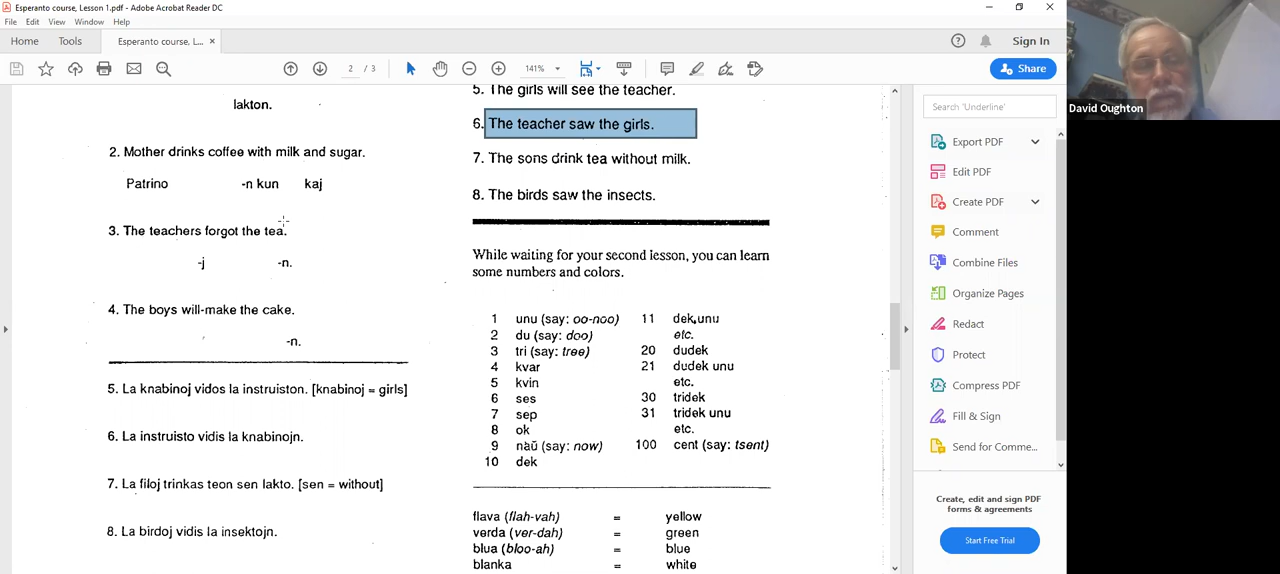 Esperanto course, Lesson 1.pdf - Adobe Acrobat Reader DC
File Edit View Window Help
Home Tools Esperanto course, L... × Sign In
2 / 3 141% Share
lakton.
2. Mother drinks coffee with milk and sugar.
Patrino -n kun kaj
3. The teachers forgot the tea.
-j -n.
4. The boys will-make the cake.
-n.
5. La knabinoj vidos la instruiston. [knabinoj = girls]
6. La instruisto vidis la knabinojn.
7. La filoj trinkas teon sen lakto. [sen = without]
8. La birdoj vidis la insektojn.
5. The girls will see the teacher.
6. The teacher saw the girls.
7. The sons drink tea without milk.
8. The birds saw the insects.
While waiting for your second lesson, you can learn
some numbers and colors.
1 unu (say: oo-noo) 11 dek unu
2 du (say: doo) etc.
3 tri (say: tree) 20 dudek
4 kvar 21 dudek unu
5 kvin etc.
6 ses 30 tridek
7 sep 31 tridek unu
8 ok etc.
9 naŭ (say: now) 100 cent (say: tsent)
10 dek
flava (flah-vah) = yellow
verda (ver-dah) = green
blua (bloo-ah) = blue
blanka = white
Search 'Underline'
Export PDF
Edit PDF
Create PDF
Comment
Combine Files
Organize Pages
Redact
Protect
Compress PDF
Fill & Sign
Send for Comme...
Convert, edit and sign PDF
forms & agreements
Start Free Trial
David Oughton